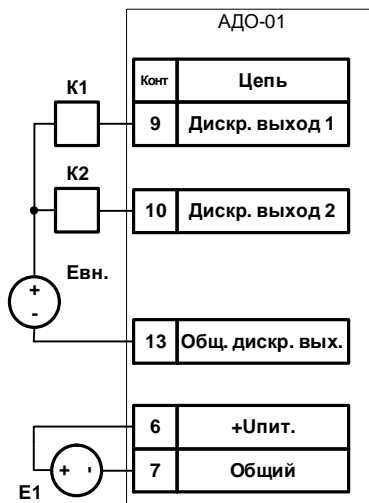 АДО-01
Конт Цепь
К1
9 Дискр. выход 1
К2
10 Дискр. выход 2
Евн.
+
-
13 Общ. дискр. вых.
6 +Uпит.
+ -
7 Общий
Е1